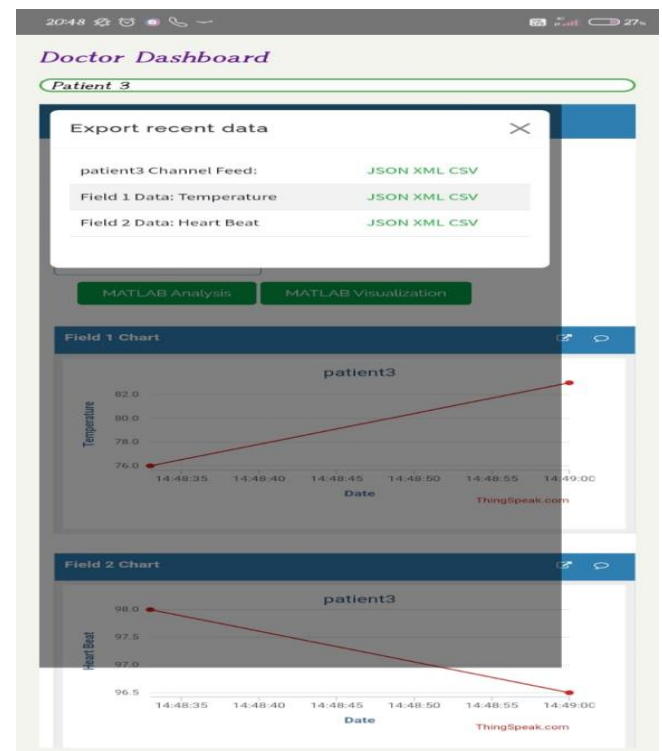 20:48
27%
Doctor Dashboard
Patient 3
Export recent data
patient3 Channel Feed: JSON XML CSV
Field 1 Data: Temperature JSON XML CSV
Field 2 Data: Heart Beat JSON XML CSV
MATLAB Analysis MATLAB Visualization
Field 1 Chart
patient3
Temperature
82.0
80.0
78.0
76.0
14:48:35 14:48:40 14:48:45 14:48:50 14:48:55 14:49:00
Date
ThingSpeak.com
Field 2 Chart
patient3
Heart Beat
98.0
97.5
97.0
96.5
14:48:35 14:48:40 14:48:45 14:48:50 14:48:55 14:49:00
Date
ThingSpeak.com